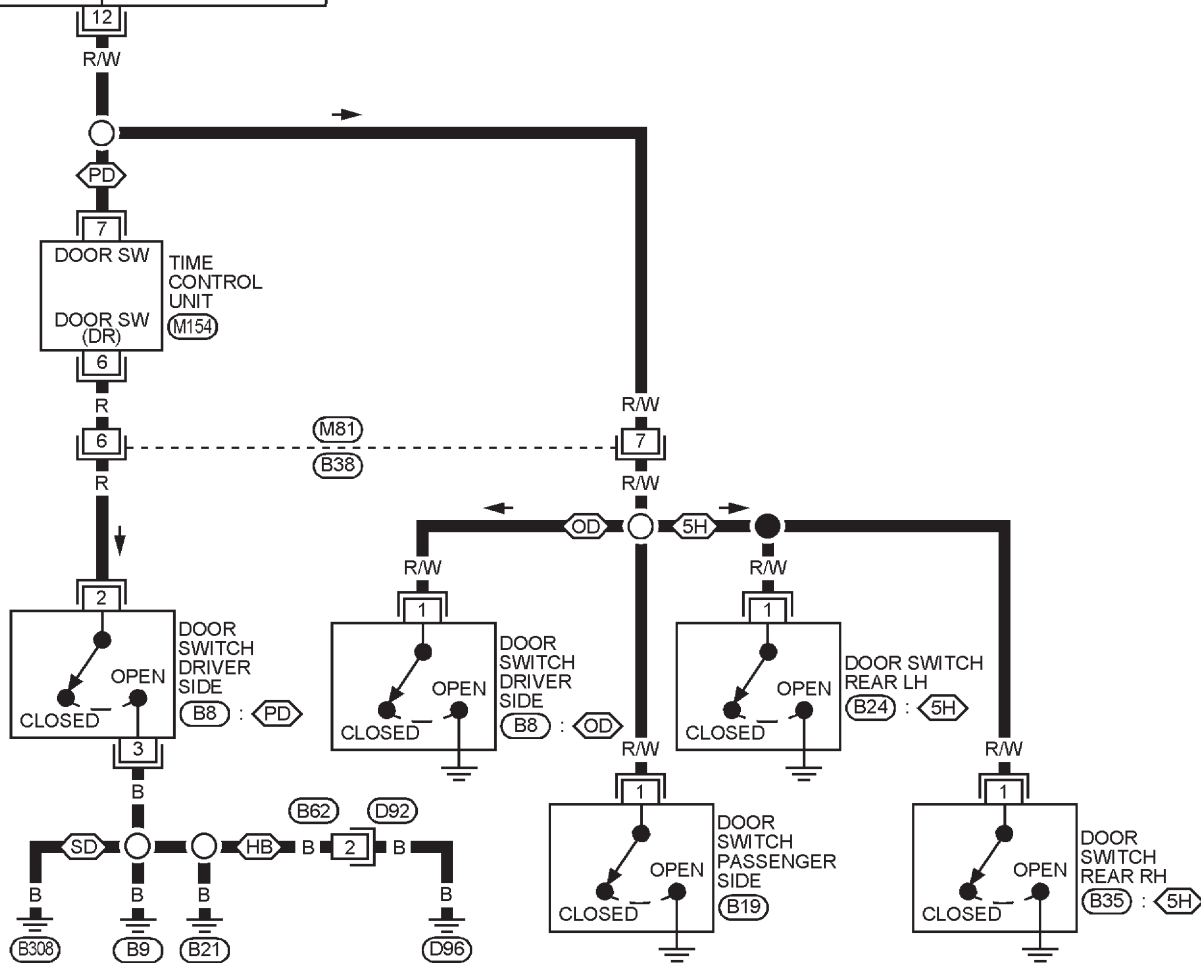 12
R/W
PD
7
DOOR SW
TIME
CONTROL
UNIT
M154
DOOR SW
(DR)
6
R
R/W
6
M81
B38
7
R
R/W
OD
5H
R/W
R/W
2
1
1
DOOR
SWITCH
DRIVER
SIDE
B8 : PD
OPEN
CLOSED
DOOR
SWITCH
DRIVER
SIDE
B8 : OD
OPEN
CLOSED
DOOR SWITCH
REAR LH
B24 : 5H
OPEN
CLOSED
3
R/W
R/W
B
1
1
B62
D92
SD
HB
B
2
B
DOOR
SWITCH
PASSENGER
SIDE
B19
OPEN
CLOSED
DOOR
SWITCH
REAR RH
B35 : 5H
OPEN
CLOSED
B
B
B
B
B308
B9
B21
D96